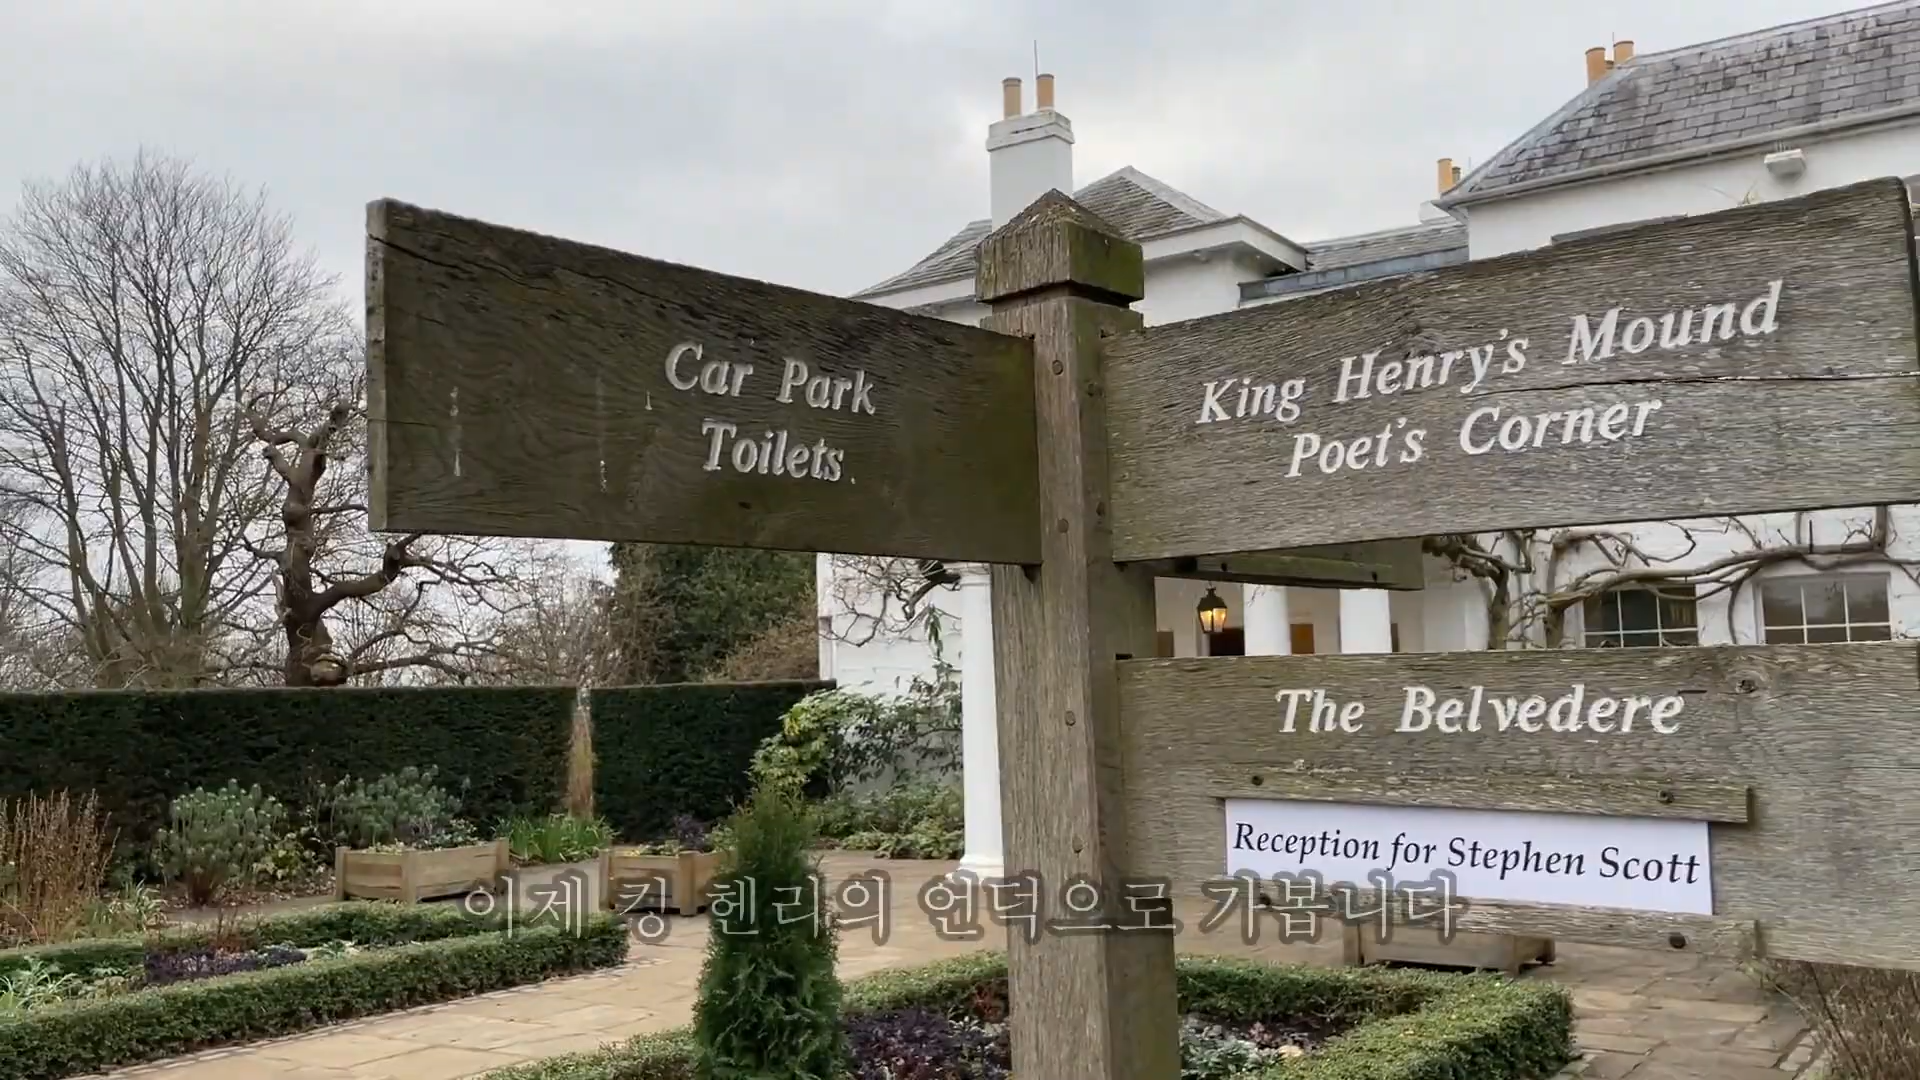 Car Park
Toilets
King Henry's Mound
Poet's Corner
The Belvedere
Reception for Stephen Scott
이제 킹 헨리의 언덕으로 가봅니다